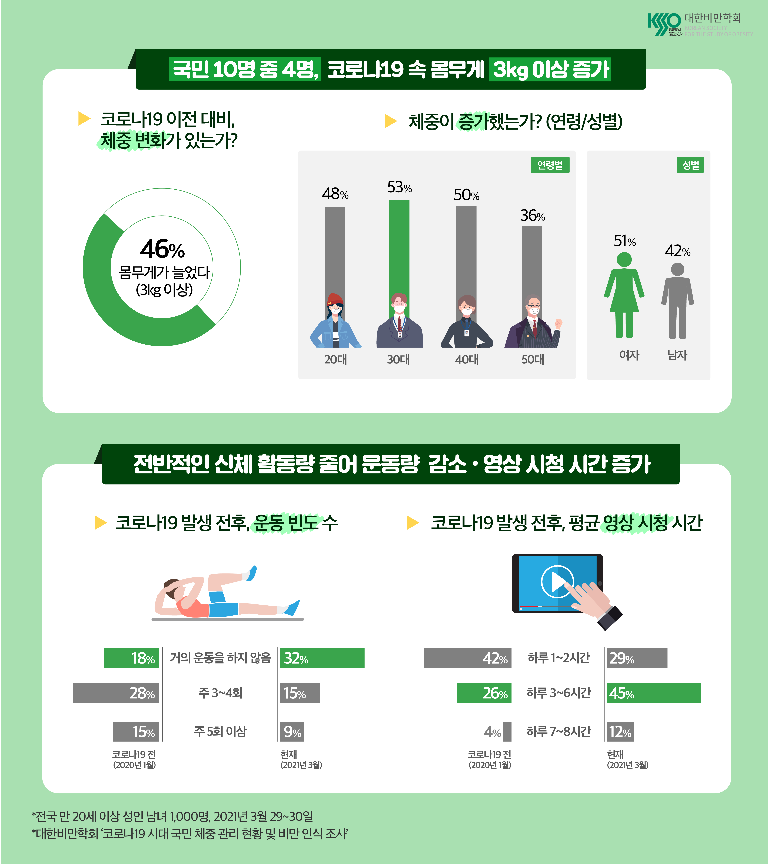 KSSO 대한비만학회
국민 10명 중 4명, 코로나19 속 몸무게 3kg 이상 증가
▶ 코로나19 이전 대비,
체중 변화가 있는가?
46%
몸무게가 늘었다
(3kg 이상)
▶ 체중이 증가했는가? (연령/성별)
연령별
48% 53% 50% 36%
20대 30대 40대 50대
성별
51% 42%
여자 남자
전반적인 신체 활동량 줄어 운동량 감소 · 영상 시청 시간 증가
▶ 코로나19 발생 전후, 운동 빈도 수
18% 거의 운동을 하지 않음 32%
28% 주 3~4회 15%
15% 주 5회 이상 9%
코로나19 전 현재
(2020년 1월) (2021년 3월)
▶ 코로나19 발생 전후, 평균 영상 시청 시간
42% 하루 1~2시간 29%
26% 하루 3~6시간 45%
4% 하루 7~8시간 12%
코로나19 전 현재
(2020년 1월) (2021년 3월)
*전국 만 20세 이상 성인 남녀 1,000명, 2021년 3월 29~30일
*대한비만학회 '코로나19 시대 국민 체중 관리 현황 및 비만 인식 조사'